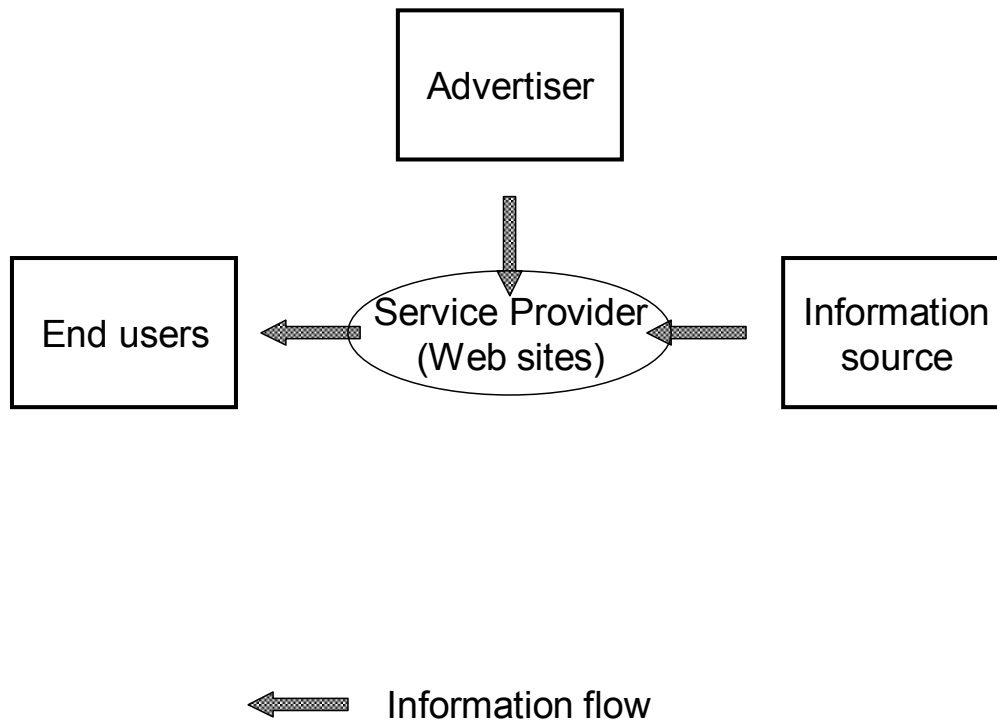 Advertiser
End users
Service Provider
(Web sites)
Information
source
Information flow